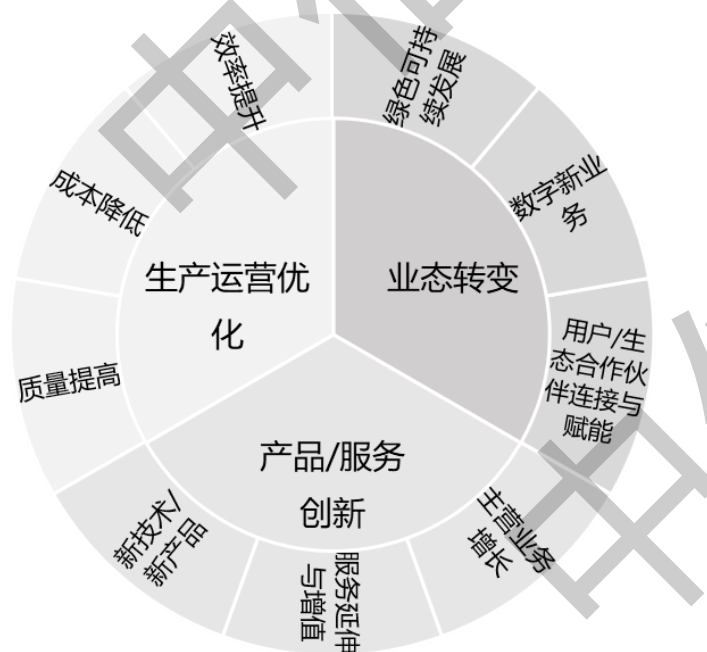 效率提升
绿色可持
续发展
成本降低
数字新业
务
生产运营优
化
业态转变
质量提高
用户/生
态合作伙
伴连接与
赋能
产品/服务
创新
新技术/
新产品
服务延伸
与增值
主营业务
增长